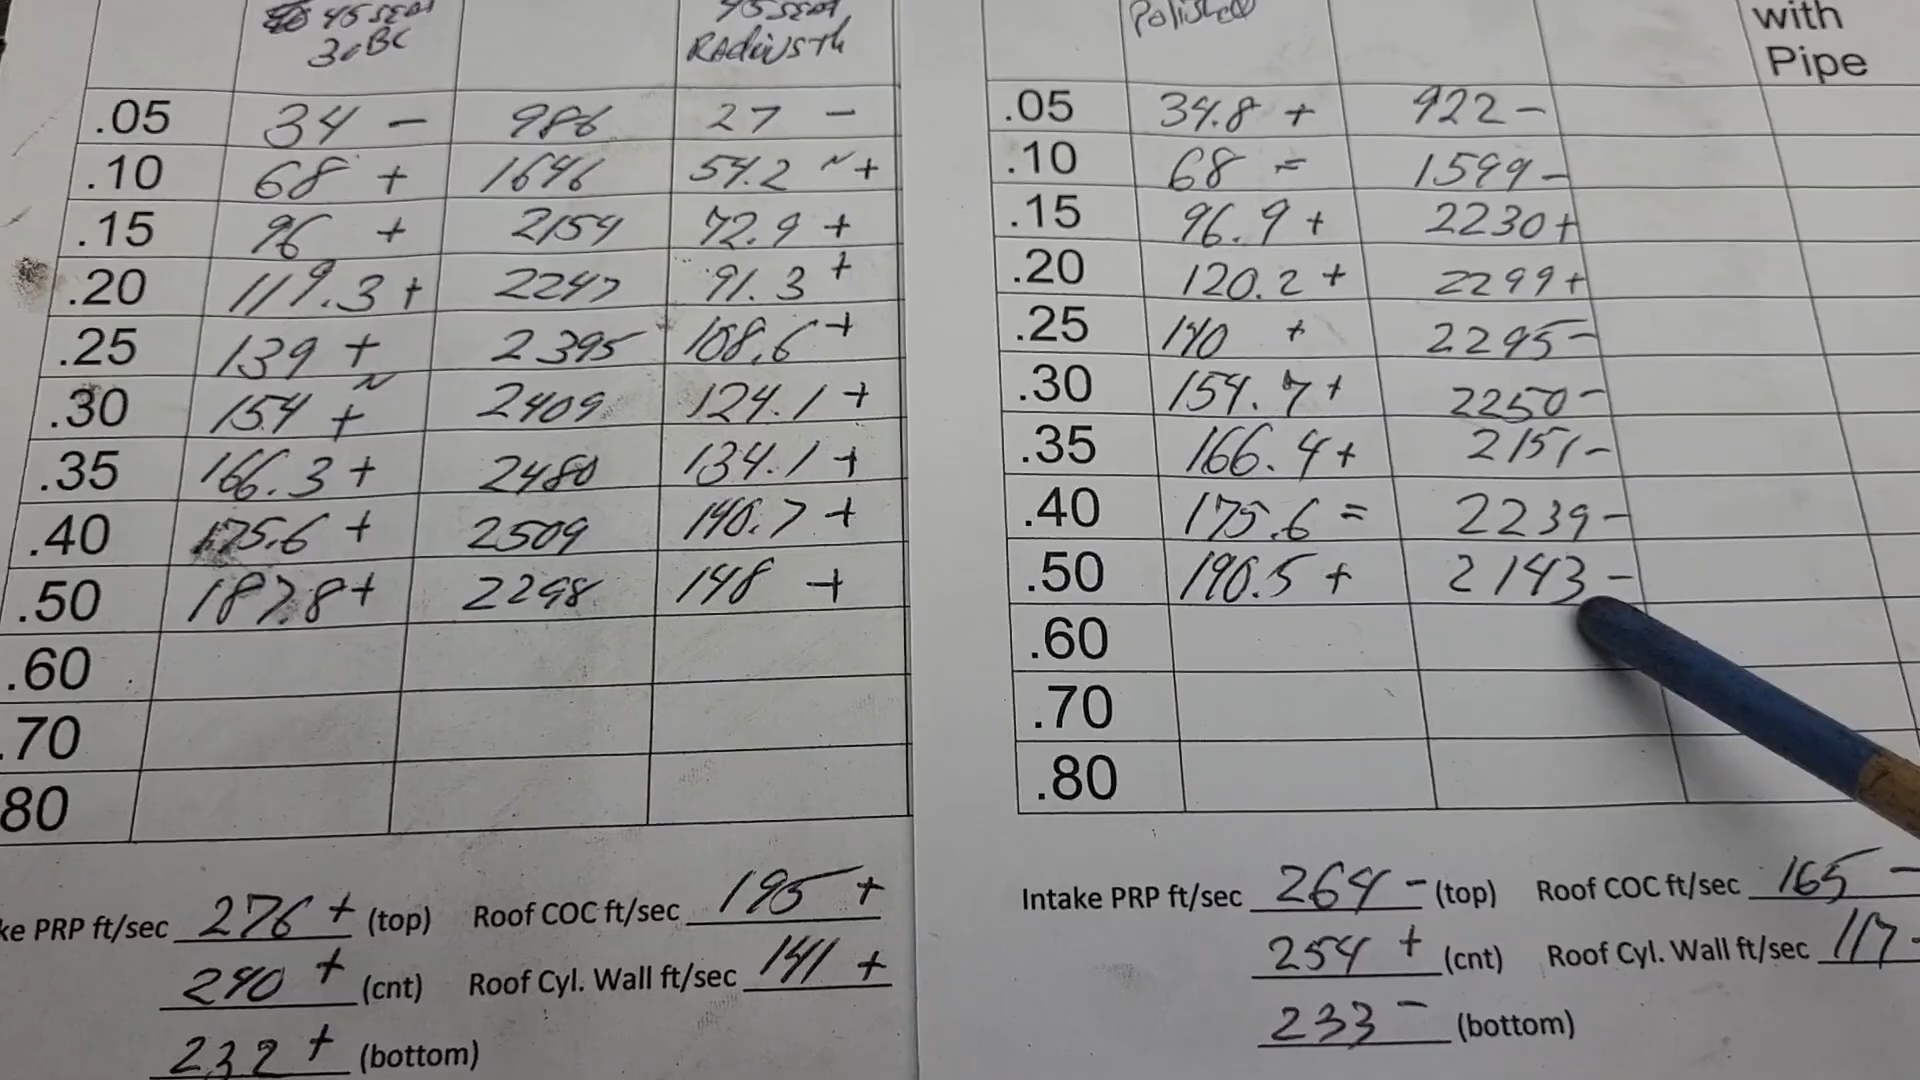 45 seat
30 BC
45 seat
Radiusth
.05 34 - 986 27 -
.10 68 + 1646 54.2 ~ +
.15 96 + 2154 72.9 +
.20 119.3 + 2247 91.3 +
.25 139 + 2395 108.6 +
.30 154 + ~ 2409 124.1 +
.35 166.3 + 2480 134.1 +
.40 175.6 + 2509 140.7 +
.50 187.8 + 2298 148 +
.60
.70
80
ke PRP ft/sec 276 + (top) Roof COC ft/sec 195 +
240 + (cnt) Roof Cyl. Wall ft/sec 141 +
232 + (bottom)
Polished
with
Pipe
.05 34.8 + 922 -
.10 68 = 1599 -
.15 96.9 + 2230 +
.20 120.2 + 2299 +
.25 140 + 2295 -
.30 154.7 + 2250 -
.35 166.4 + 2151 -
.40 175.6 = 2239 -
.50 190.5 + 2143 -
.60
.70
.80
Intake PRP ft/sec 264 - (top) Roof COC ft/sec 165 -
254 + (cnt) Roof Cyl. Wall ft/sec 117 -
233 - (bottom)